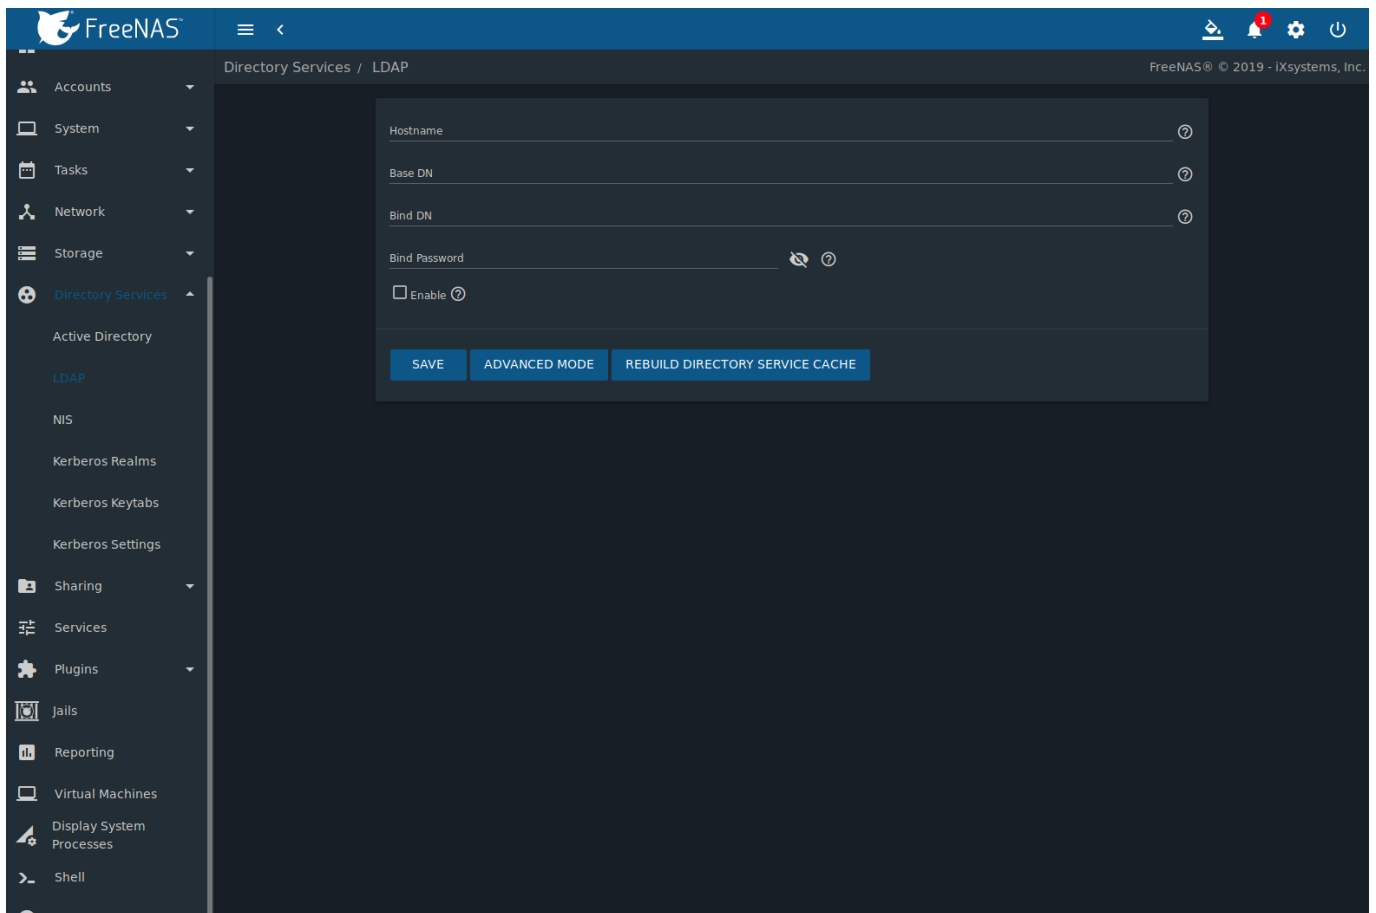 FreeNAS™
1
Directory Services / LDAP
FreeNAS® © 2019 - iXsystems, Inc.
Accounts
System
Tasks
Network
Storage
Directory Services
Active Directory
LDAP
NIS
Kerberos Realms
Kerberos Keytabs
Kerberos Settings
Sharing
Services
Plugins
Jails
Reporting
Virtual Machines
Display System
Processes
Shell
Hostname
Base DN
Bind DN
Bind Password
Enable
SAVE
ADVANCED MODE
REBUILD DIRECTORY SERVICE CACHE